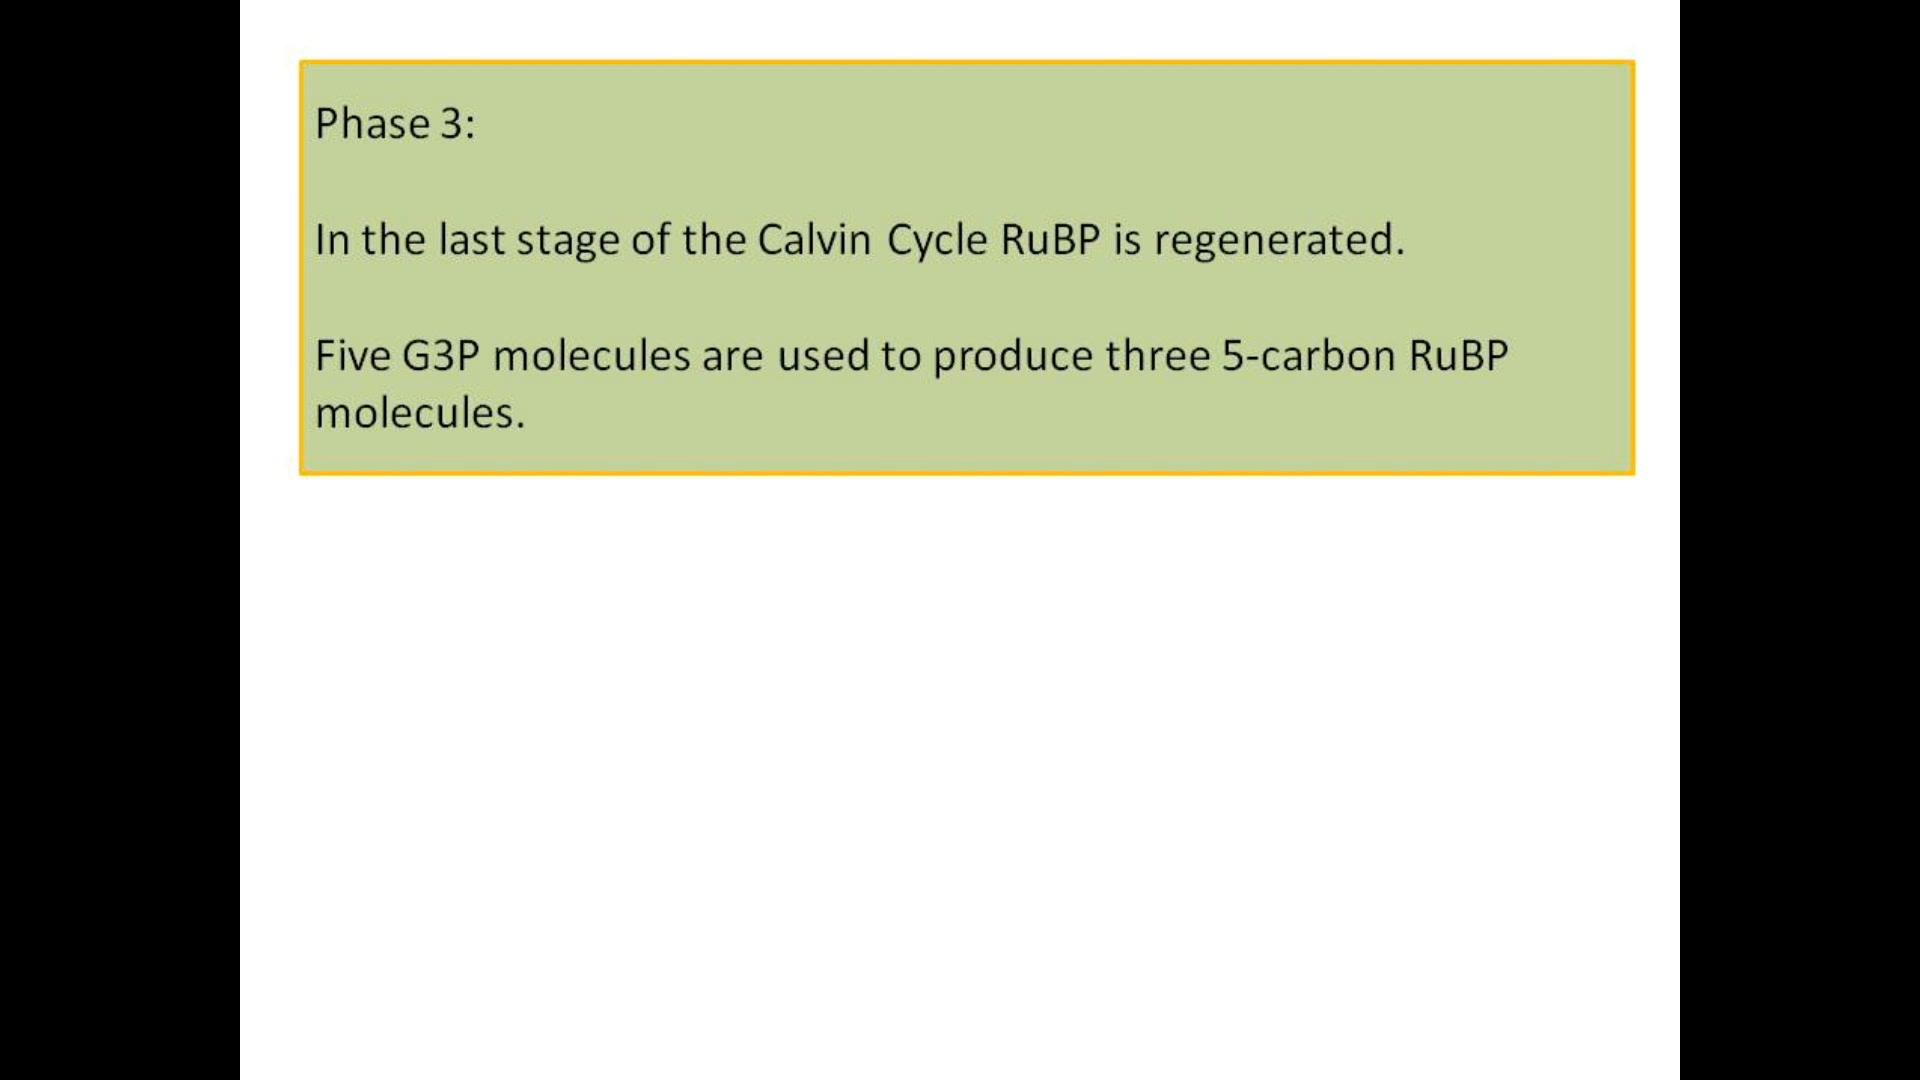 Phase 3:
In the last stage of the Calvin Cycle RuBP is regenerated.
Five G3P molecules are used to produce three 5-carbon RuBP
molecules.